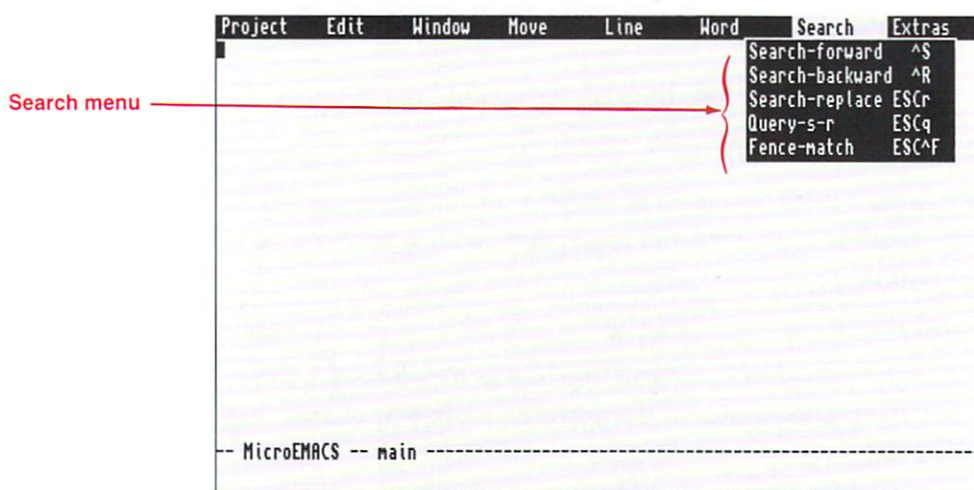 Project Edit Window Move Line Word Search Extras
Search-forward ^S
Search-backward ^R
Search-replace ESCr
Query-s-r ESCq
Fence-match ESC^F
Search menu
-- MicroEMACS -- main --------------------------------------------------------